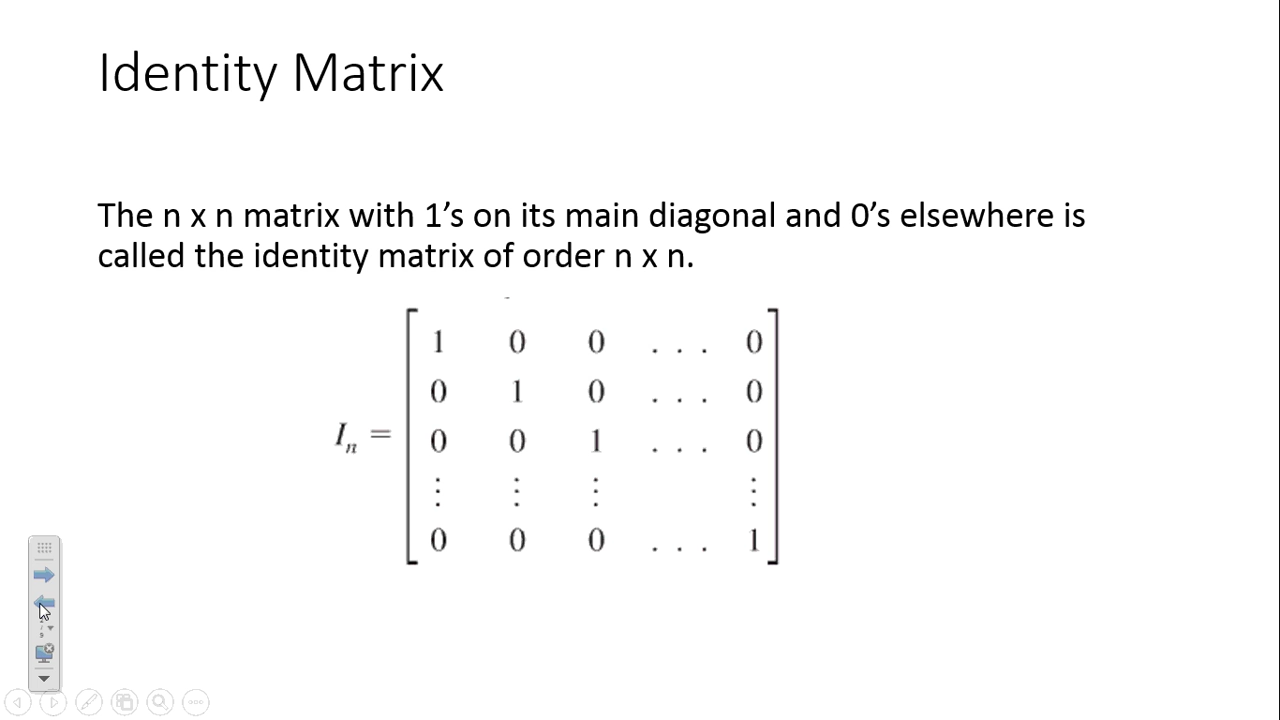 Identity Matrix
The n x n matrix with 1’s on its main diagonal and 0’s elsewhere is
called the identity matrix of order n x n.
1 0 0 . . . 0
0 1 0 . . . 0
Iₙ = 0 0 1 . . . 0
⋮ ⋮ ⋮ ⋮
0 0 0 . . . 1